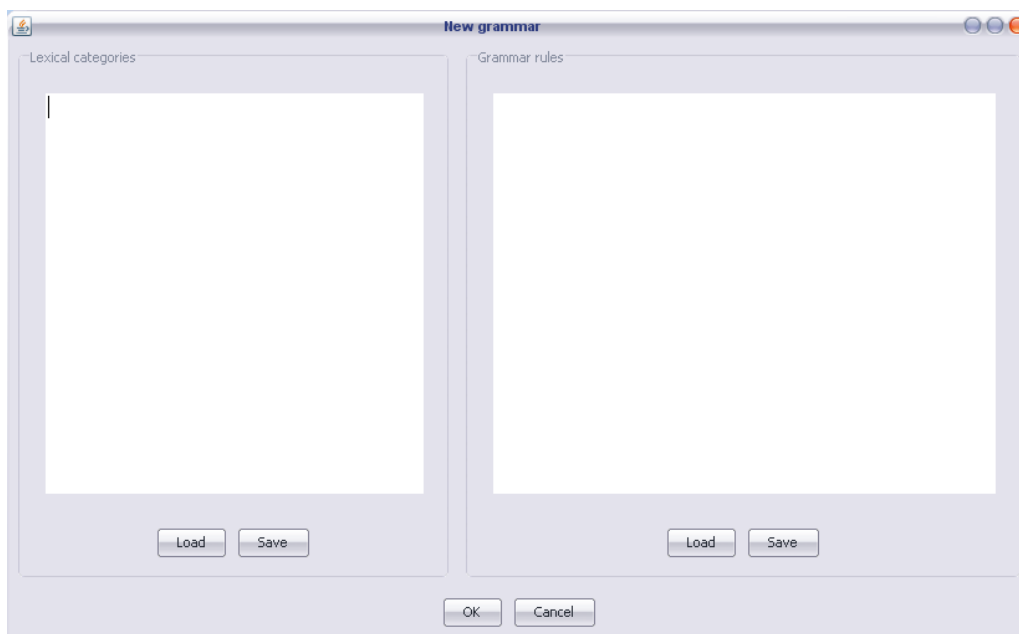 New grammar
Lexical categories
Grammar rules
Load Save
Load Save
OK Cancel